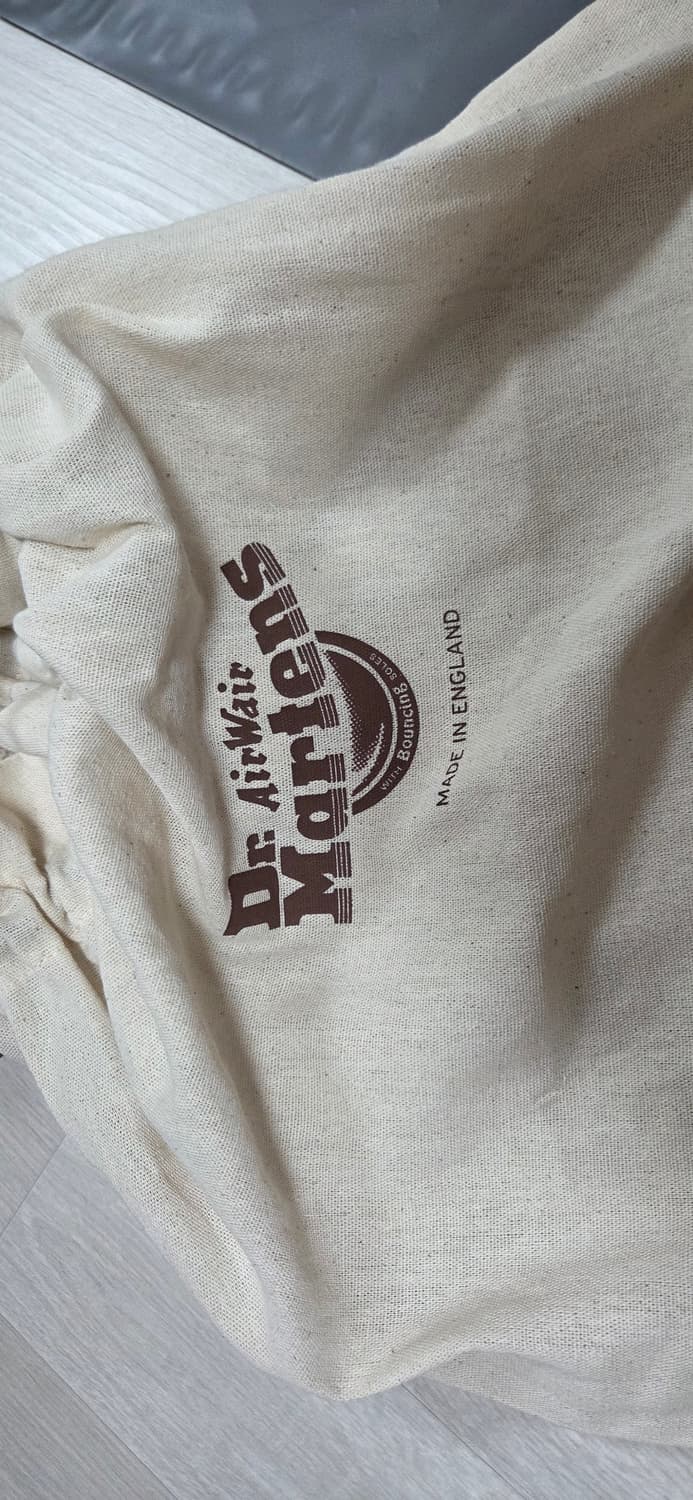 Dr. AirWair
Martens
WITH Bouncing SOLES
MADE IN ENGLAND